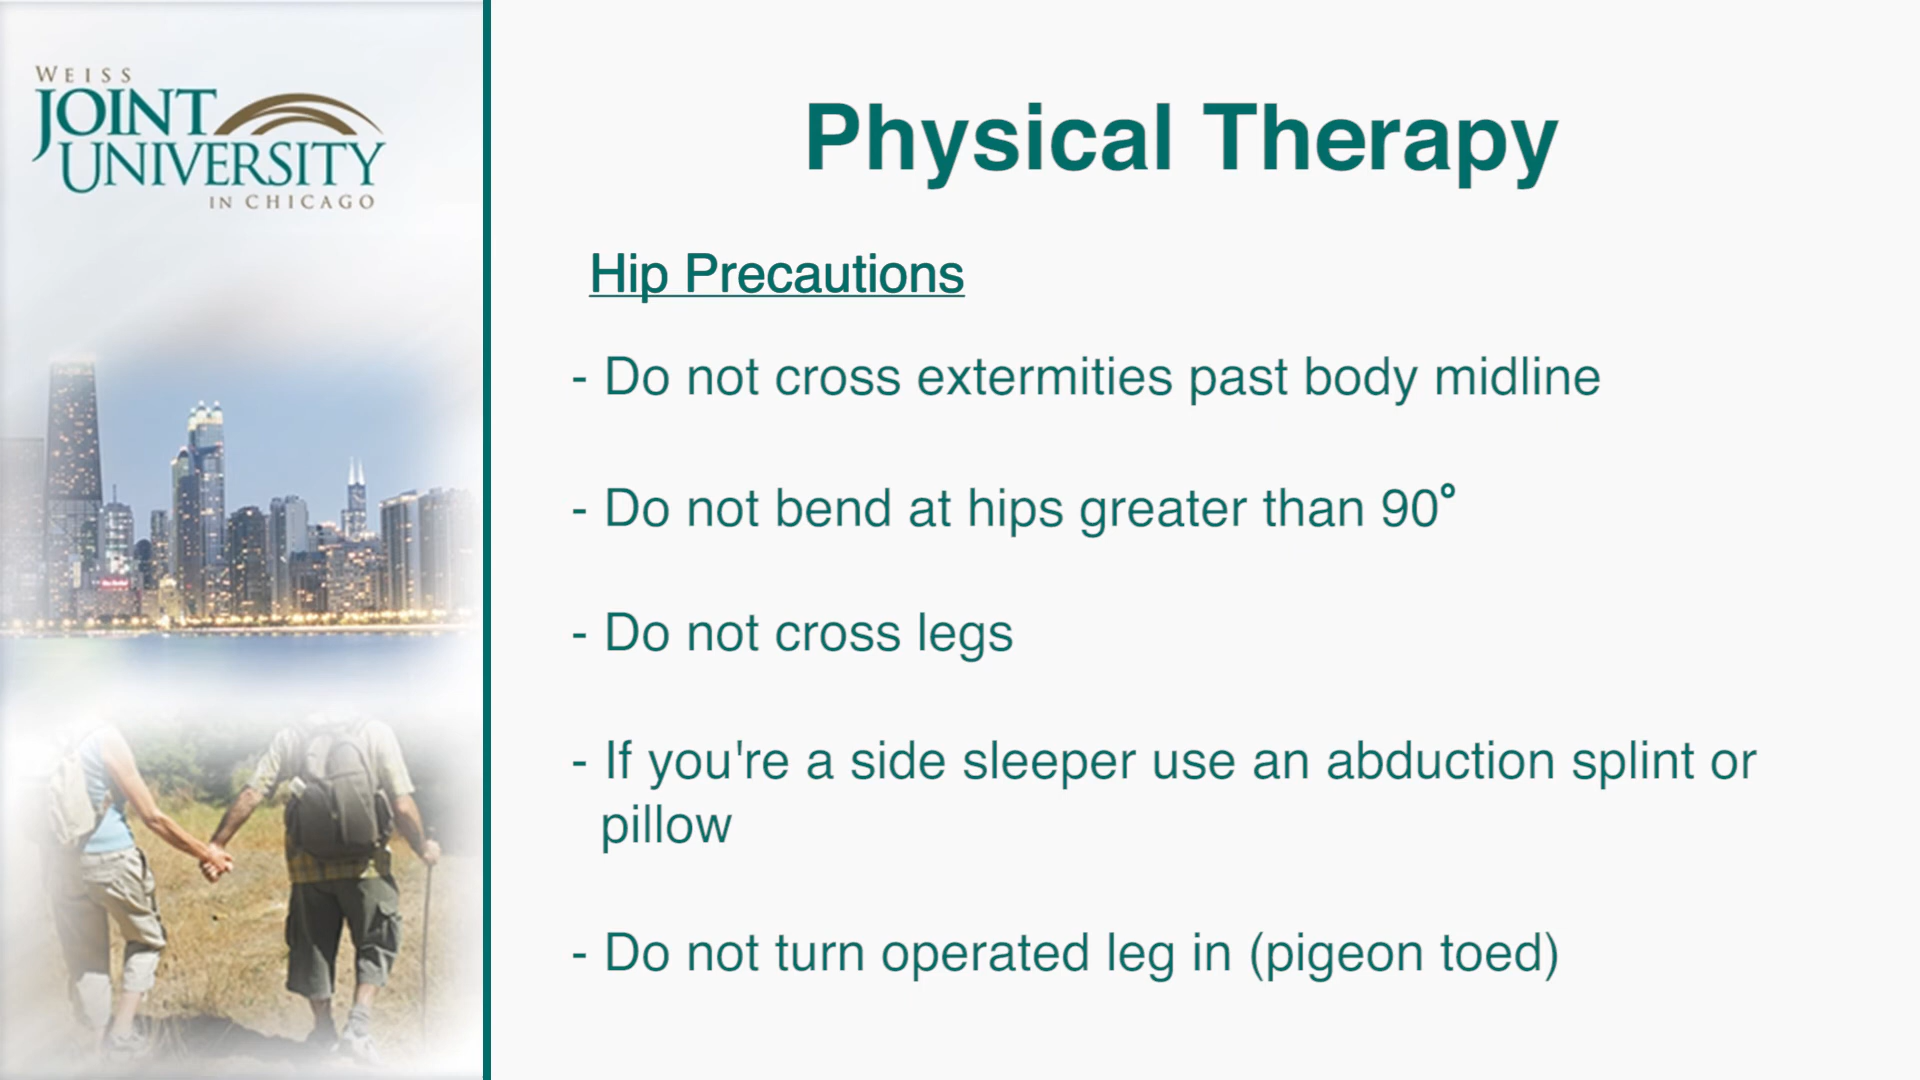 WEISS
JOINT
UNIVERSITY
IN CHICAGO
Physical Therapy
Hip Precautions
- Do not cross extermities past body midline
- Do not bend at hips greater than 90°
- Do not cross legs
- If you're a side sleeper use an abduction splint or
pillow
- Do not turn operated leg in (pigeon toed)